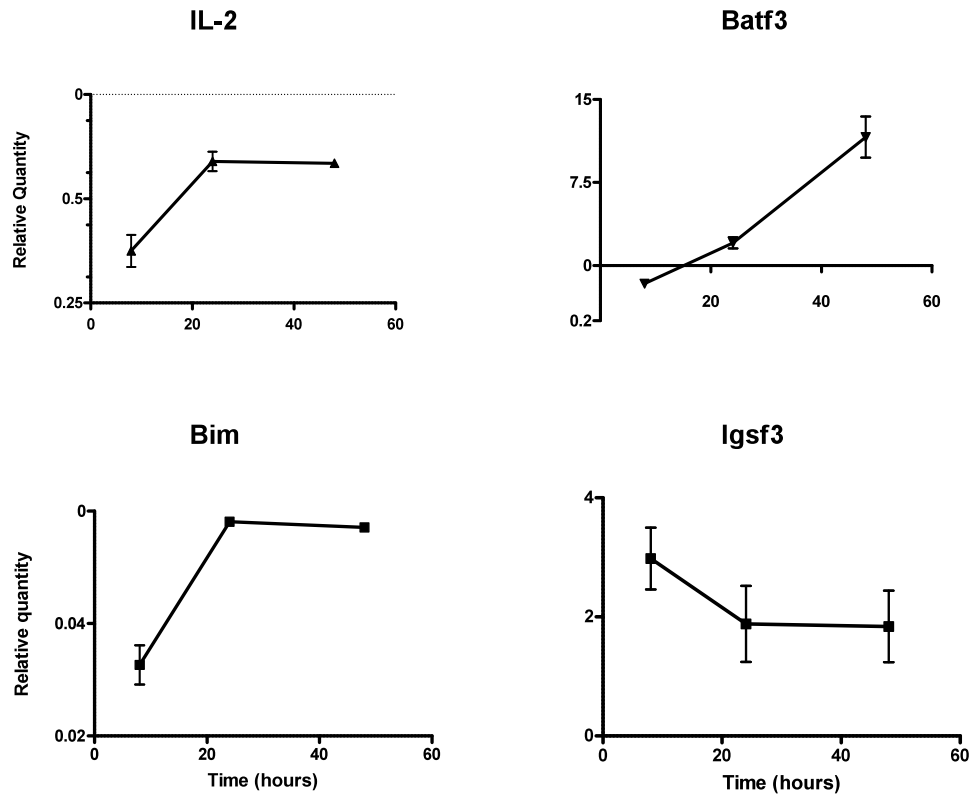 IL-2
Relative Quantity
0
0.5
0.25
0 20 40 60
Batf3
15
7.5
0
0.2
20 40 60
Bim
Relative quantity
0
0.04
0.02
0 20 40 60
Time (hours)
Igsf3
4
2
0
0 20 40 60
Time (hours)